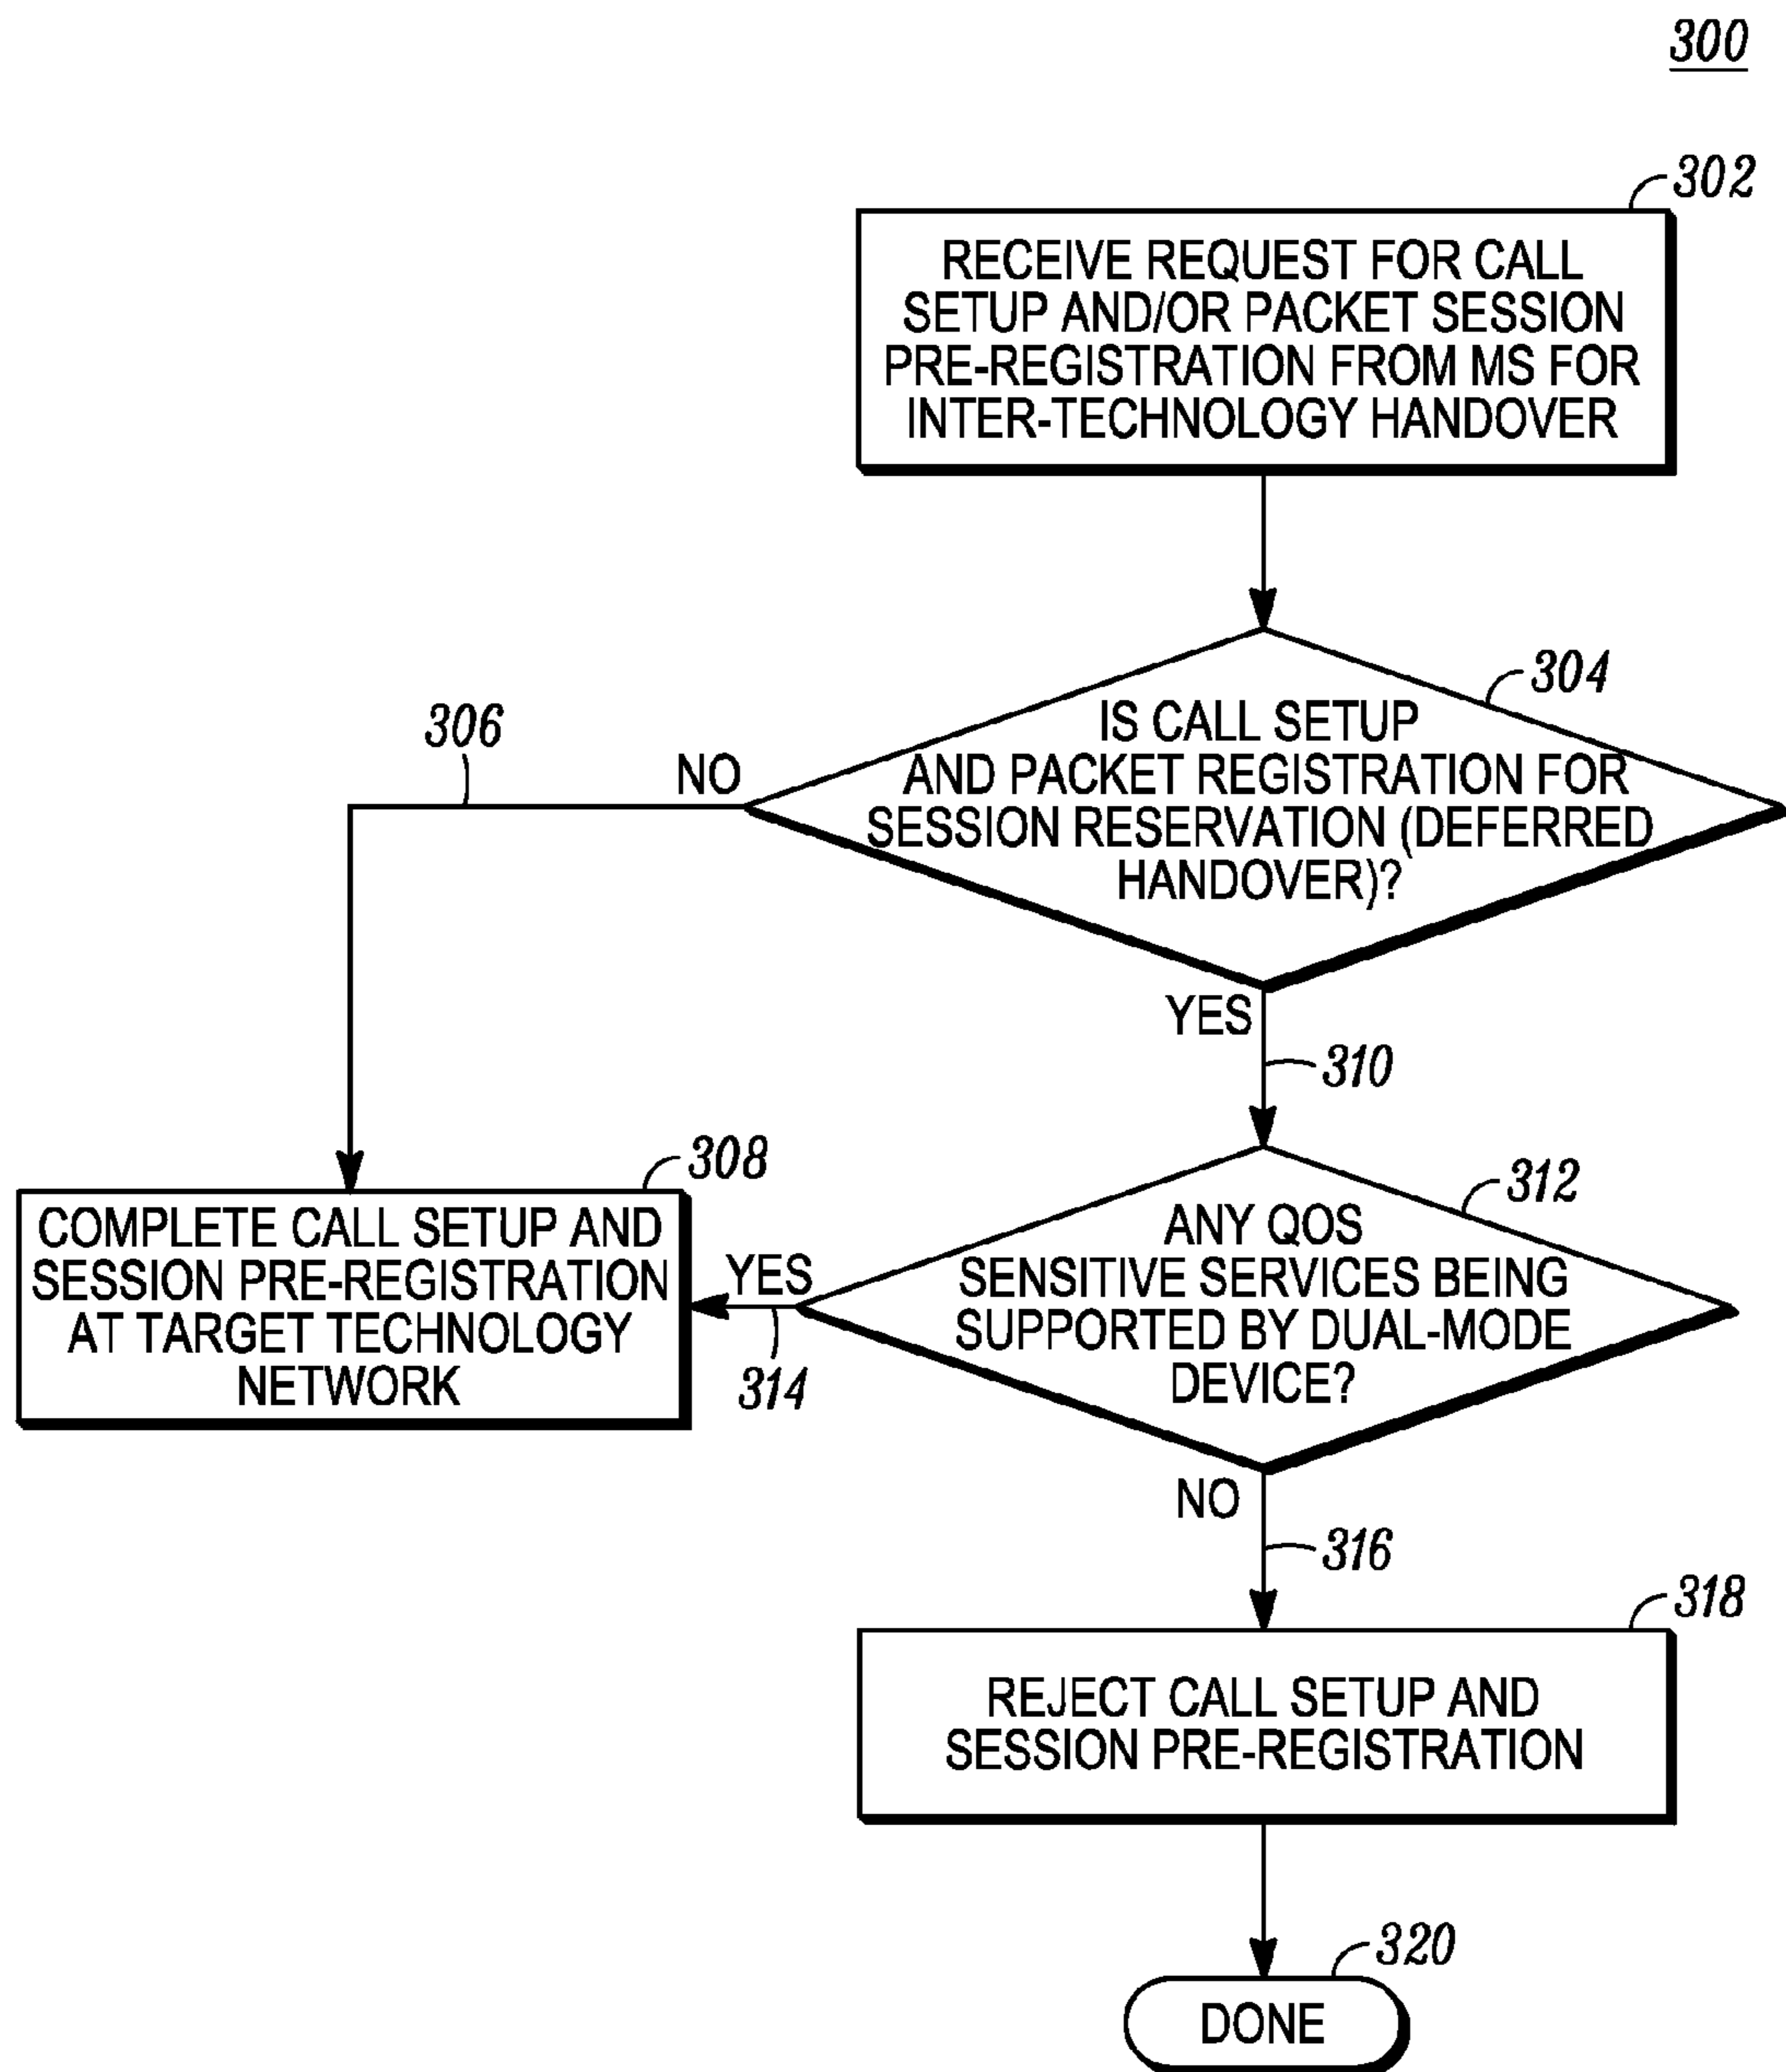 300
302
RECEIVE REQUEST FOR CALL
SETUP AND/OR PACKET SESSION
PRE-REGISTRATION FROM MS FOR
INTER-TECHNOLOGY HANDOVER
304
IS CALL SETUP
AND PACKET REGISTRATION FOR
SESSION RESERVATION (DEFERRED
HANDOVER)?
306
NO
YES
310
308
COMPLETE CALL SETUP AND
SESSION PRE-REGISTRATION
AT TARGET TECHNOLOGY
NETWORK
312
ANY QOS
SENSITIVE SERVICES BEING
SUPPORTED BY DUAL-MODE
DEVICE?
YES
314
NO
316
318
REJECT CALL SETUP AND
SESSION PRE-REGISTRATION
320
DONE